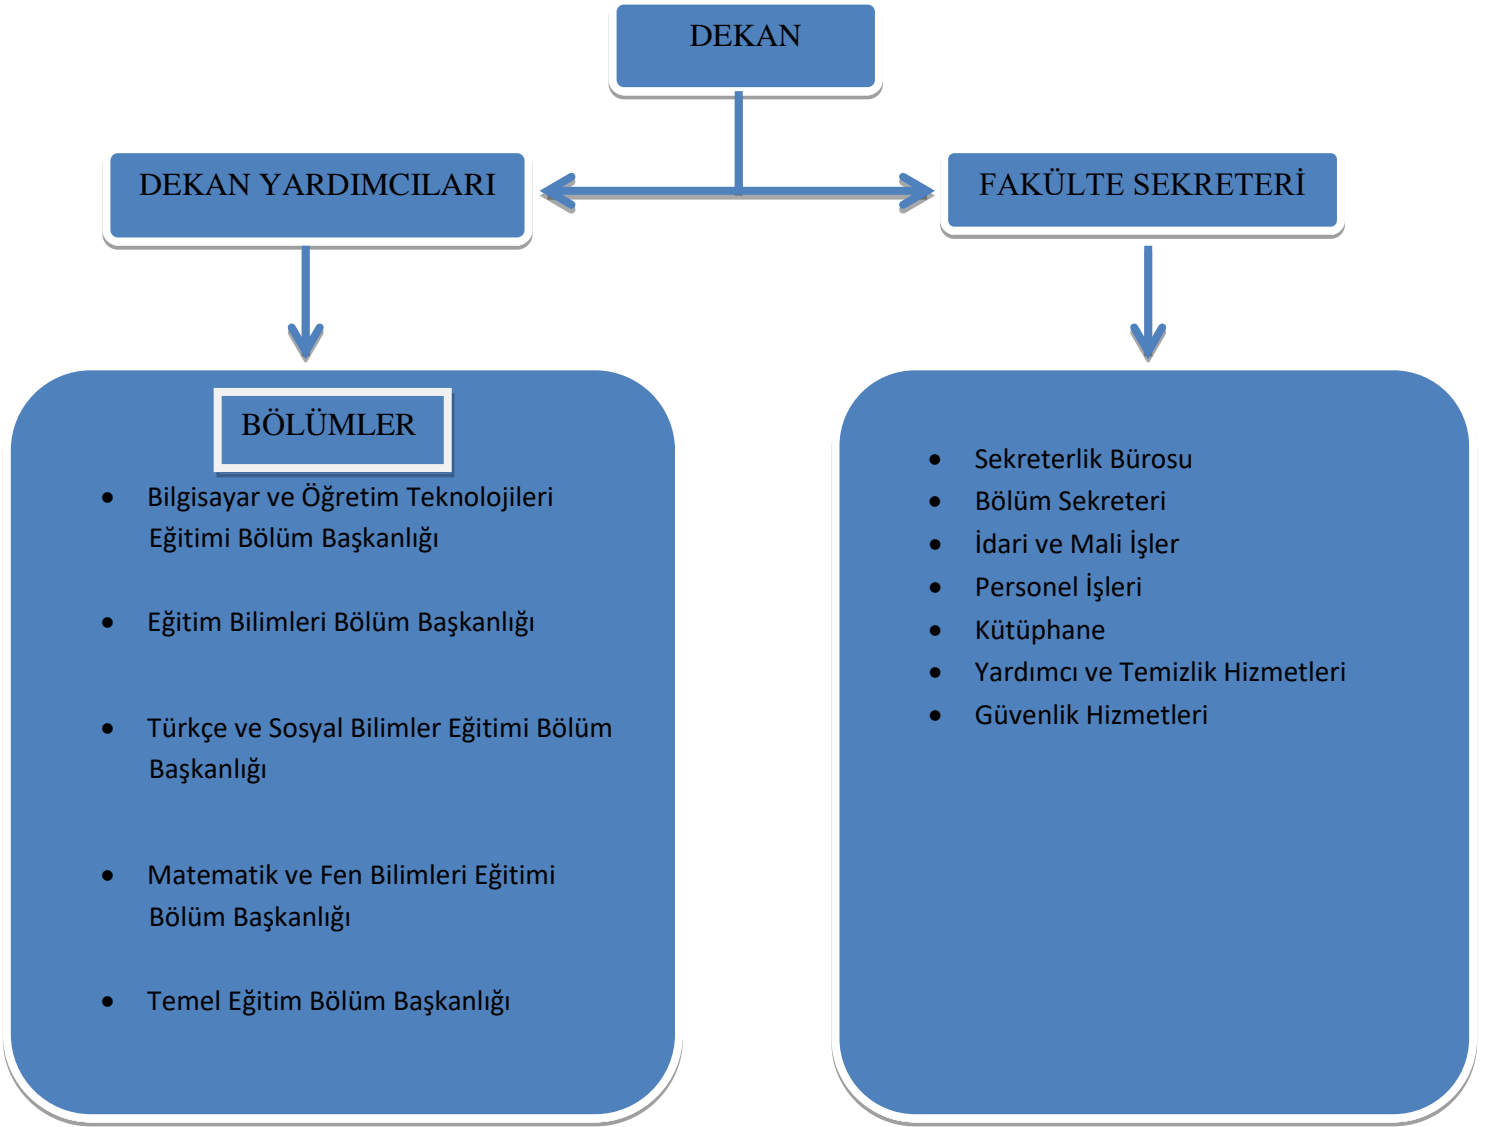 DEKAN
DEKAN YARDIMCILARI
FAKÜLTE SEKRETERİ
BÖLÜMLER
• Bilgisayar ve Öğretim Teknolojileri
Eğitimi Bölüm Başkanlığı
• Eğitim Bilimleri Bölüm Başkanlığı
• Türkçe ve Sosyal Bilimler Eğitimi Bölüm
Başkanlığı
• Matematik ve Fen Bilimleri Eğitimi
Bölüm Başkanlığı
• Temel Eğitim Bölüm Başkanlığı
• Sekreterlik Bürosu
• Bölüm Sekreteri
• İdari ve Mali İşler
• Personel İşleri
• Kütüphane
• Yardımcı ve Temizlik Hizmetleri
• Güvenlik Hizmetleri